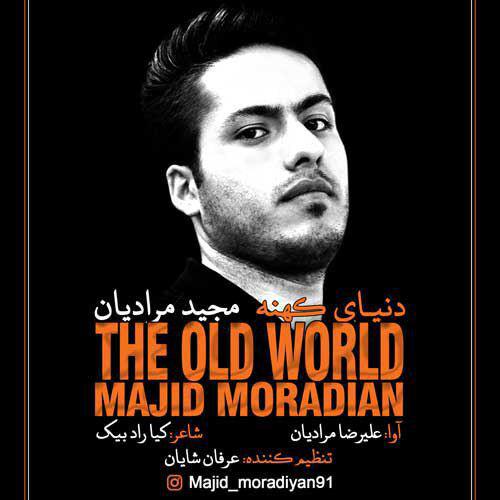 دنیای کهنه مجید مرادیان
THE OLD WORLD
MAJID MORADIAN
آوا: علیرضا مرادیان شاعر: کیا راد بیک
تنظیم کننده: عرفان شایان
Majid_moradiyan91